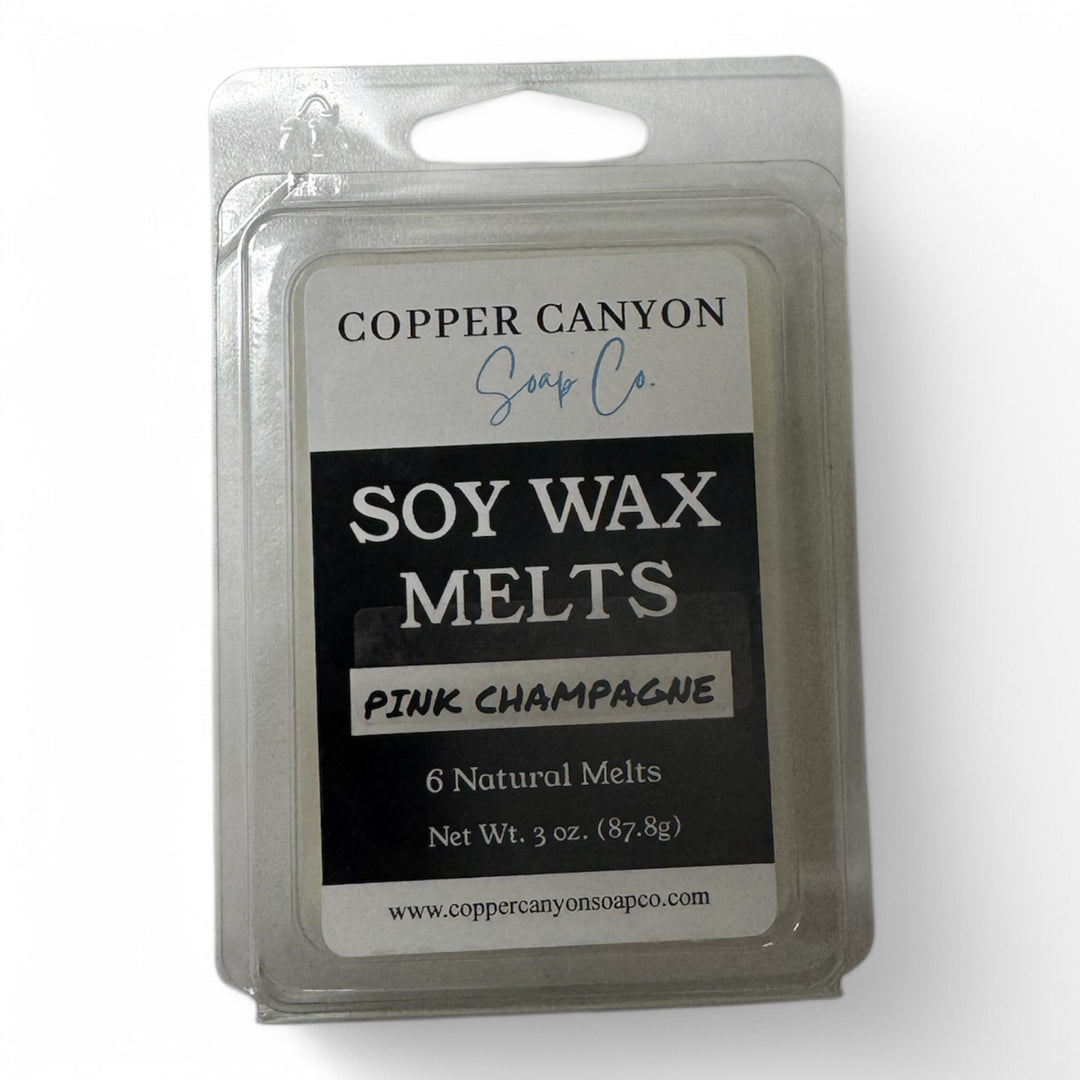 COPPER CANYON
Soap Co.
SOY WAX
MELTS
PINK CHAMPAGNE
6 Natural Melts
Net Wt. 3 oz. (87.8g)
www.coppercanyonsoapco.com